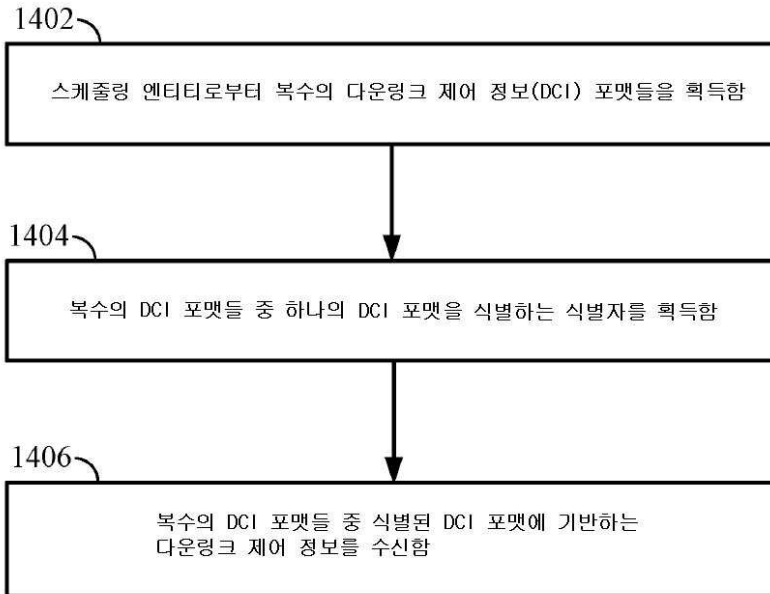 1402
스케줄링 엔티티로부터 복수의 다운링크 제어 정보(DCI) 포맷들을 획득함
1404
복수의 DCI 포맷들 중 하나의 DCI 포맷을 식별하는 식별자를 획득함
1406
복수의 DCI 포맷들 중 식별된 DCI 포맷에 기반하는
다운링크 제어 정보를 수신함